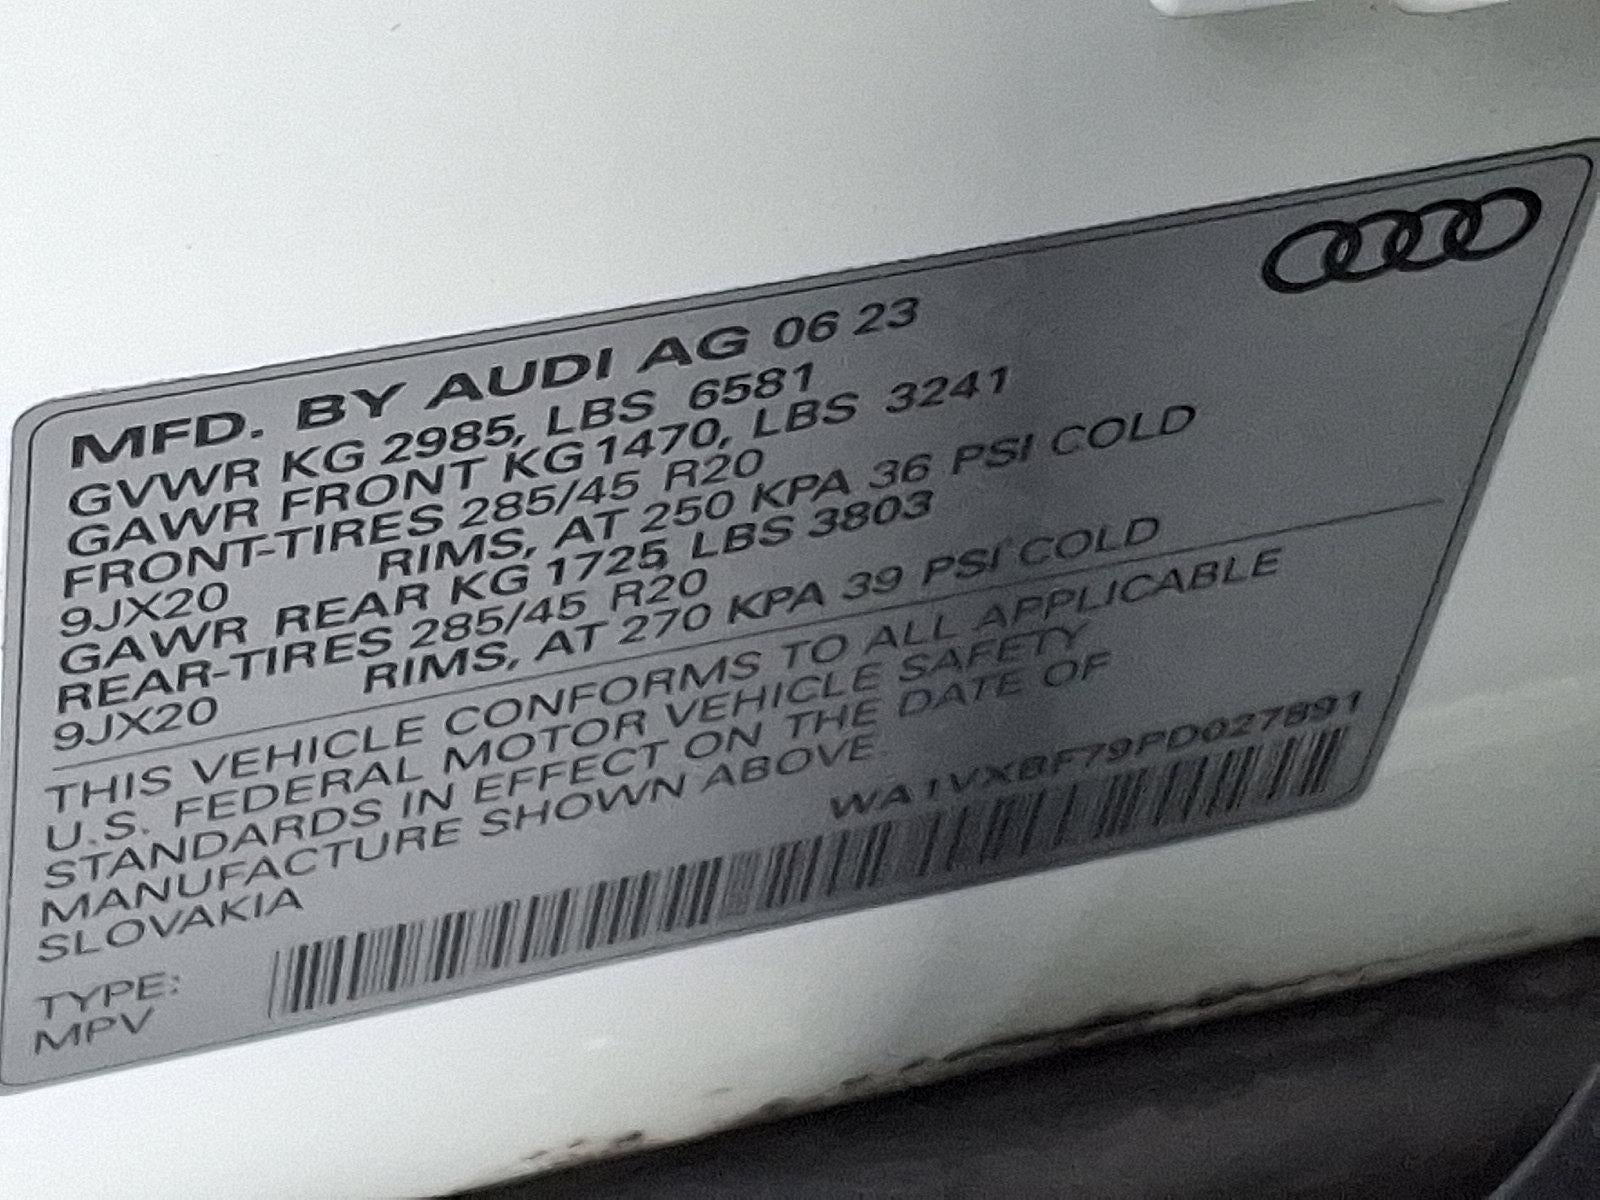 MFD. BY AUDI AG 06 23
GVWR KG 2985, LBS 6581
GAWR FRONT KG 1470, LBS 3241
FRONT-TIRES 285/45 R20
9JX20 RIMS, AT 250 KPA 36 PSI COLD
GAWR REAR KG 1725, LBS 3803
REAR-TIRES 285/45 R20
9JX20 RIMS, AT 270 KPA 39 PSI COLD
THIS VEHICLE CONFORMS TO ALL APPLICABLE
U.S. FEDERAL MOTOR VEHICLE SAFETY
STANDARDS IN EFFECT ON THE DATE OF
MANUFACTURE SHOWN ABOVE
SLOVAKIA
WA1VXBF79PD027891
TYPE:
MPV